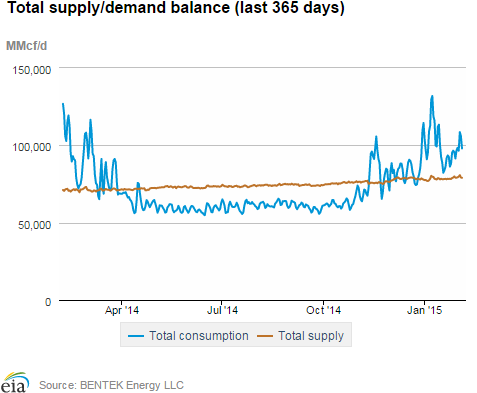 Total supply/demand balance (last 365 days)
MMcf/d
150,000
100,000
50,000
0
Apr '14 Jul '14 Oct '14 Jan '15
Total consumption Total supply
eia Source: BENTEK Energy LLC